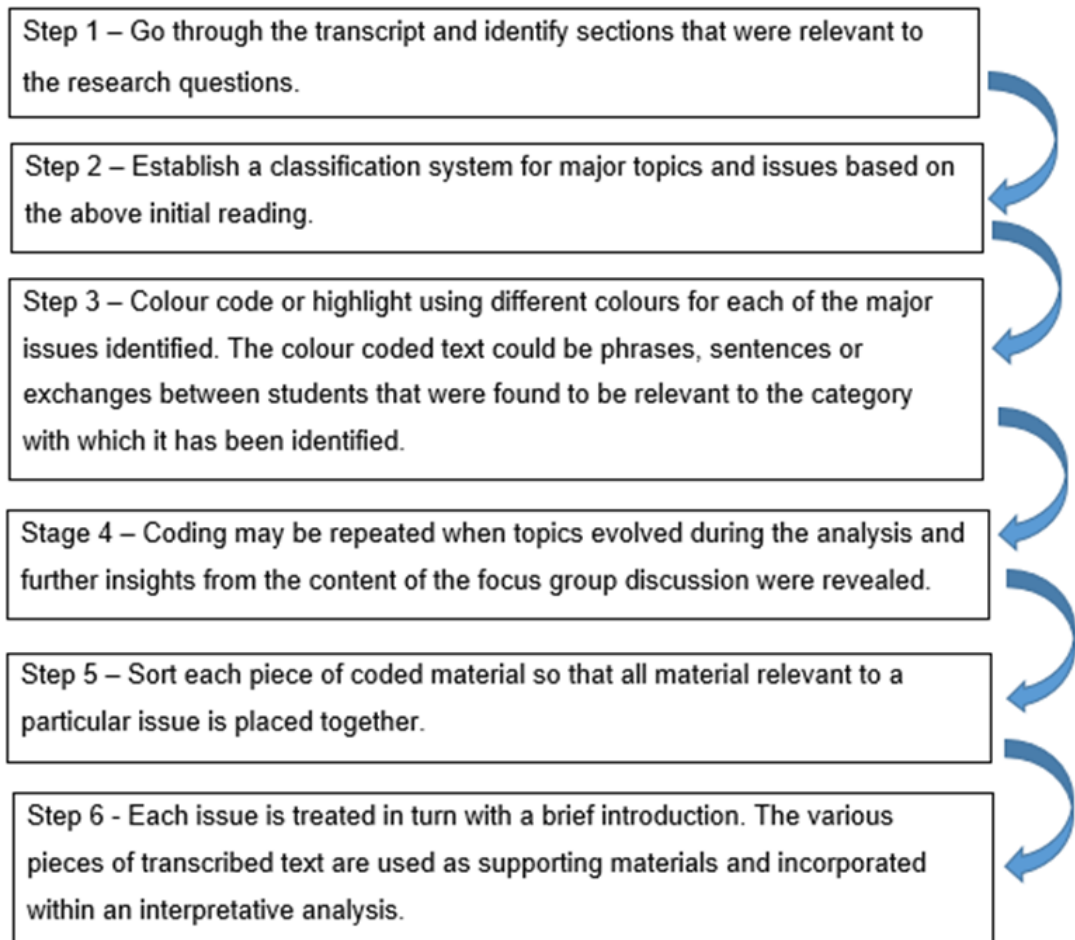 Step 1 – Go through the transcript and identify sections that were relevant to
the research questions.
Step 2 – Establish a classification system for major topics and issues based on
the above initial reading.
Step 3 – Colour code or highlight using different colours for each of the major
issues identified. The colour coded text could be phrases, sentences or
exchanges between students that were found to be relevant to the category
with which it has been identified.
Stage 4 – Coding may be repeated when topics evolved during the analysis and
further insights from the content of the focus group discussion were revealed.
Step 5 – Sort each piece of coded material so that all material relevant to a
particular issue is placed together.
Step 6 - Each issue is treated in turn with a brief introduction. The various
pieces of transcribed text are used as supporting materials and incorporated
within an interpretative analysis.